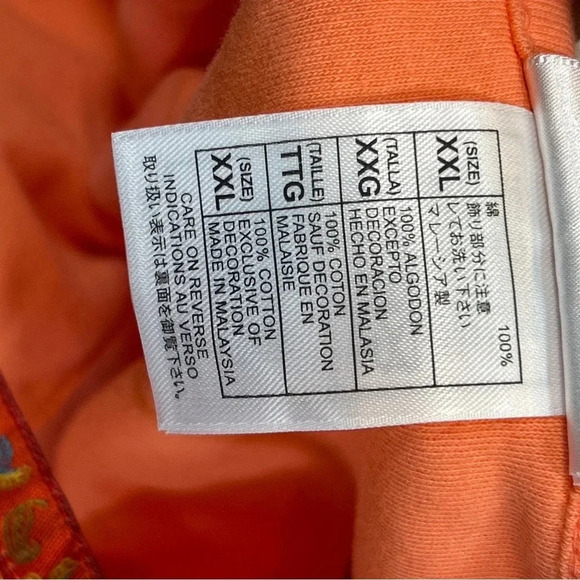 (SIZE)
XXL
100% COTTON
EXCLUSIVE OF
DECORATION
MADE IN MALAYSIA
(TAILLE)
TTG
100% COTON
SAUF DECORATION
FABRIQUE EN
MALAISIE
(TALLA)
XXG
100% ALGODON
EXCEPTO
DECORACION
HECHO EN MALASIA
(SIZE)
XXL
綿 100%
飾り部分に注意
してお洗い下さい
マレーシア製
CARE ON REVERSE
INDICATIONS AU VERSO
取り扱い表示は裏面を御覧下さい。